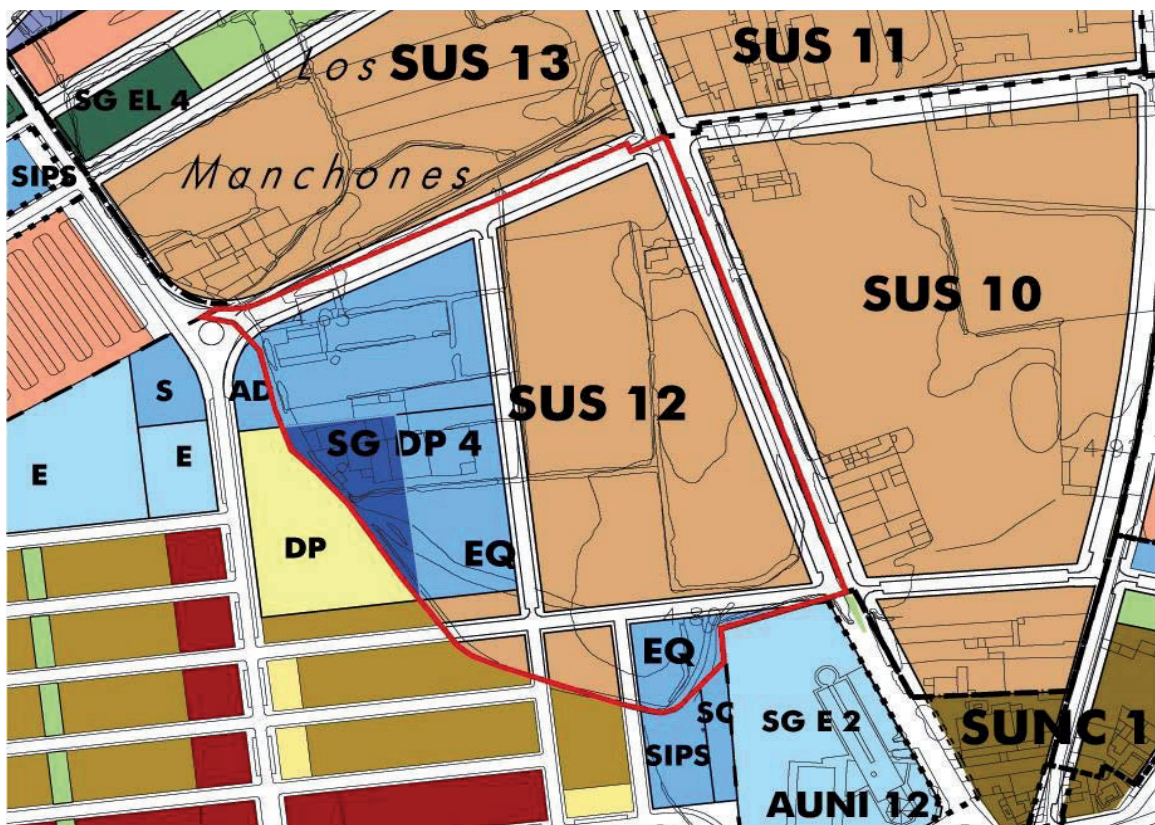 Los SUS 13
SUS 11
SG EL 4
SIPS
Manchones
SUS 10
SUS 12
S
AD
SG DP 4
E
E
DP
EQ
EQ
SIPS
SG E 2
SUNC 1
AUNI 12